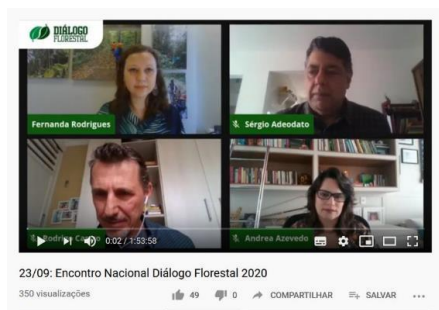 DIÁLOGO
FLORESTAL
Fernanda Rodrigues
Sérgio Adeodato
Rodrigo
Andrea Azevedo
0:02 / 1:53:58
23/09: Encontro Nacional Diálogo Florestal 2020
350 visualizações
49
0
COMPARTILHAR
SALVAR